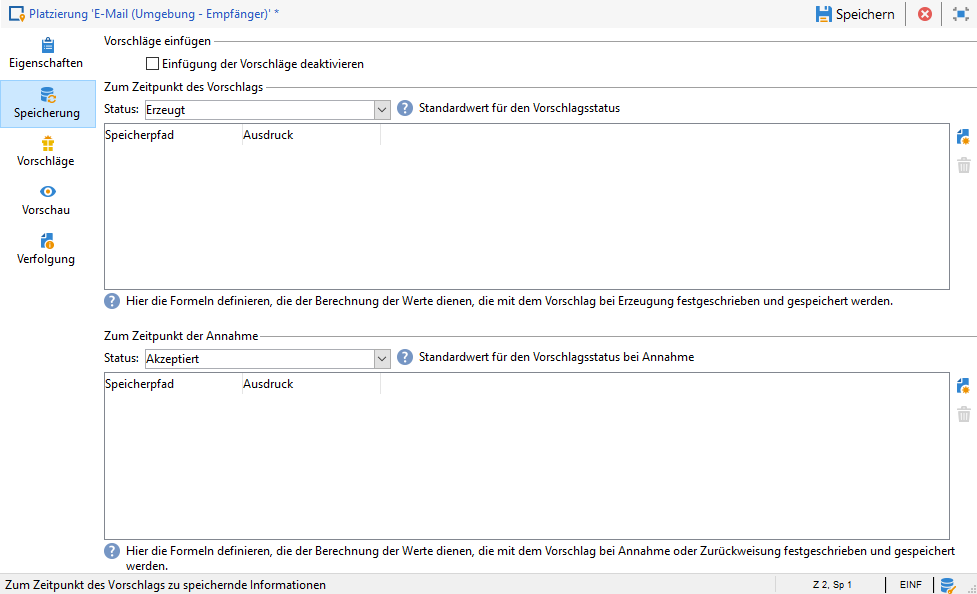 Platzierung 'E-Mail (Umgebung - Empfänger)' *
Speichern
Eigenschaften
Speicherung
Vorschläge
Vorschau
Verfolgung
Vorschläge einfügen
Einfügung der Vorschläge deaktivieren
Zum Zeitpunkt des Vorschlags
Status: Erzeugt ? Standardwert für den Vorschlagsstatus
Speicherpfad Ausdruck
? Hier die Formeln definieren, die der Berechnung der Werte dienen, die mit dem Vorschlag bei Erzeugung festgeschrieben und gespeichert werden.
Zum Zeitpunkt der Annahme
Status: Akzeptiert ? Standardwert für den Vorschlagsstatus bei Annahme
Speicherpfad Ausdruck
? Hier die Formeln definieren, die der Berechnung der Werte dienen, die mit dem Vorschlag bei Annahme oder Zurückweisung festgeschrieben und gespeichert
werden.
Zum Zeitpunkt des Vorschlags zu speichernde Informationen
Z 2, Sp 1
EINF